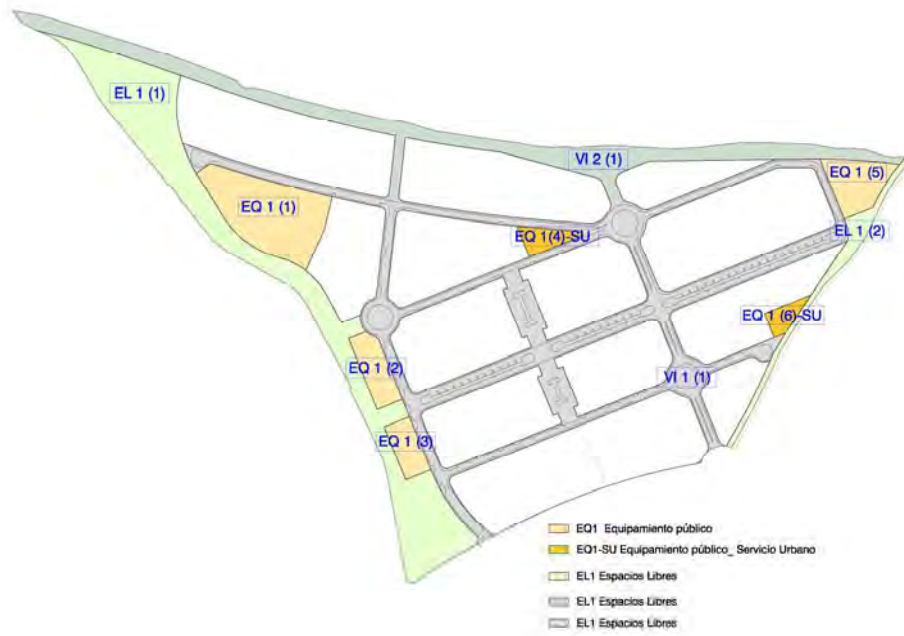 EL 1 (1)
VI 2 (1)
EQ 1 (5)
EQ 1 (1)
EL 1 (2)
EQ 1(4)-SU
EQ 1 (6)-SU
EQ 1 (2)
VI 1 (1)
EQ 1 (3)
EQ1 Equipamiento público
EQ1-SU Equipamiento público_ Servicio Urbano
EL1 Espacios Libres
EL1 Espacios Libres
EL1 Espacios Libres